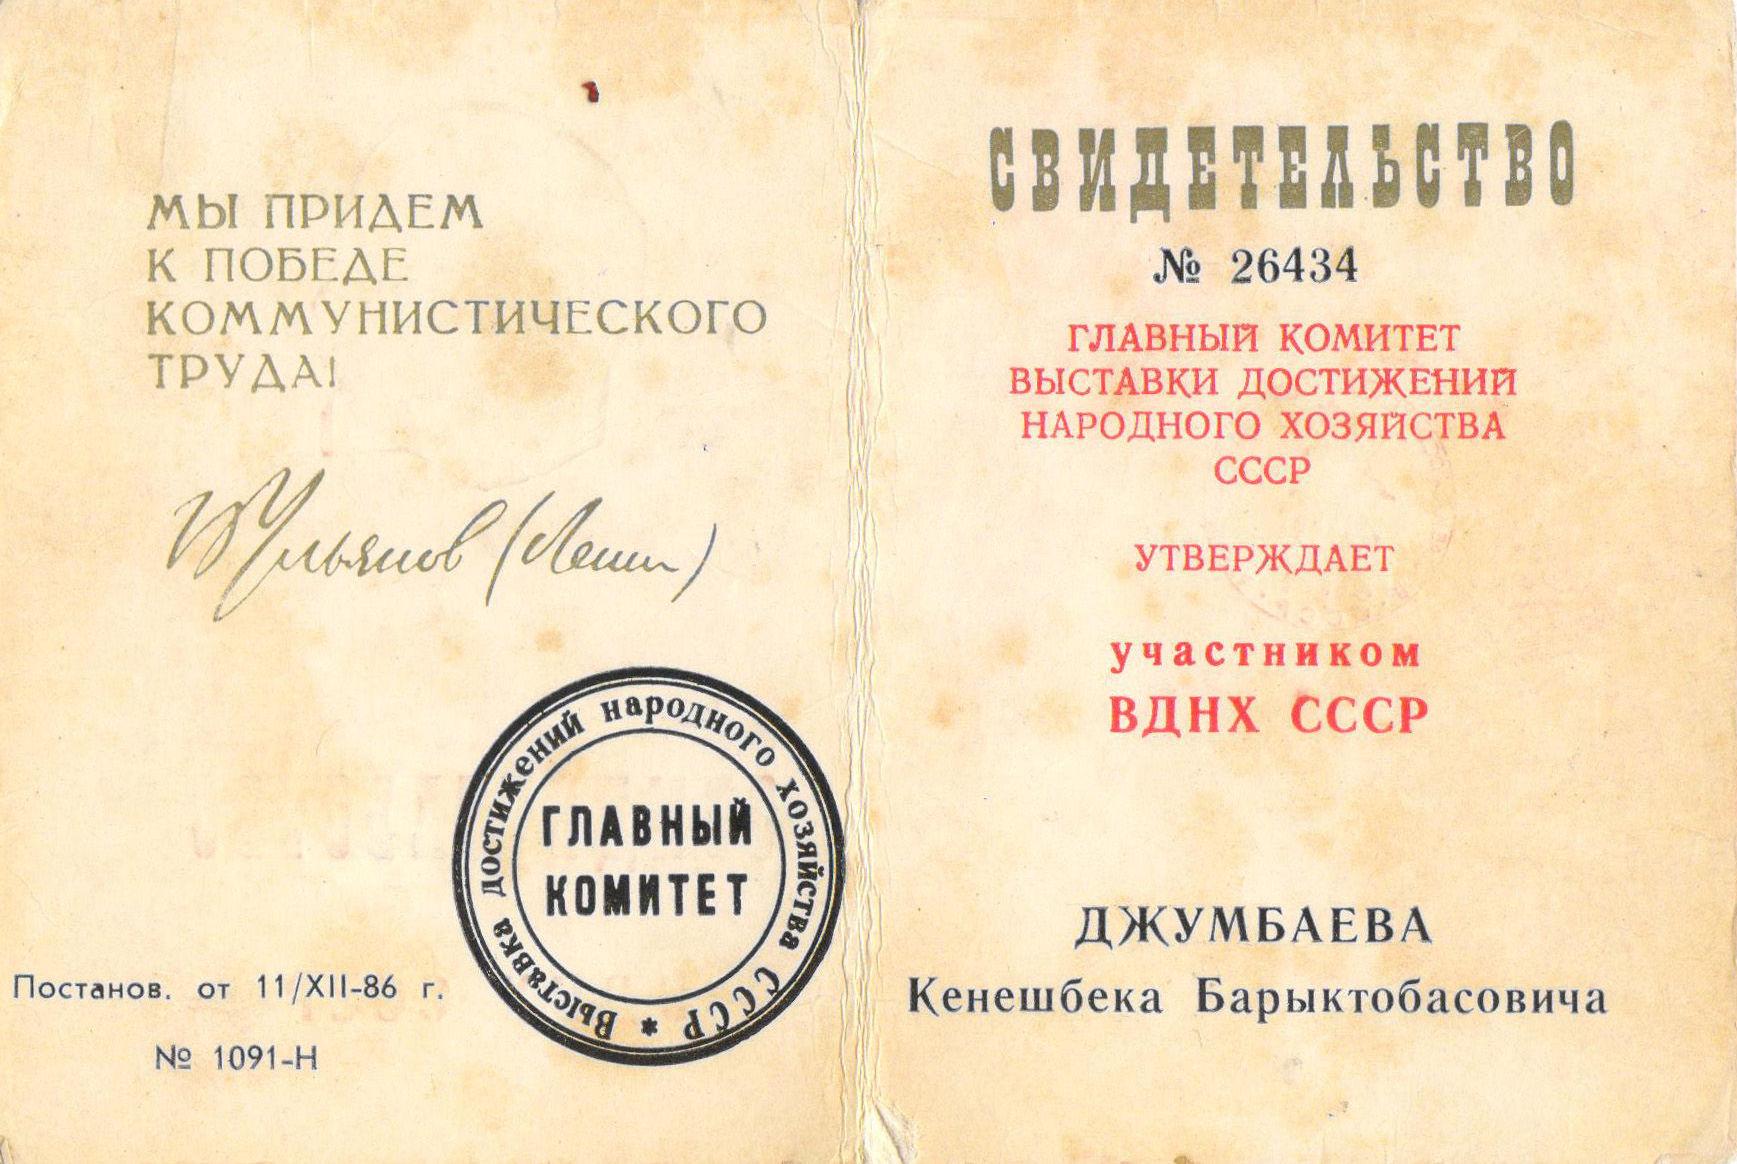 МЫ ПРИДЕМ
К ПОБЕДЕ
КОММУНИСТИЧЕСКОГО
ТРУДА!
В Ульянов (Ленин)
Выставка достижений народного хозяйства СССР *
ГЛАВНЫЙ
КОМИТЕТ
Постанов. от 11/XII-86 г.
№ 1091-Н
СВИДЕТЕЛЬСТВО
№ 26434
ГЛАВНЫЙ КОМИТЕТ
ВЫСТАВКИ ДОСТИЖЕНИЙ
НАРОДНОГО ХОЗЯЙСТВА
СССР
УТВЕРЖДАЕТ
участником
ВДНХ СССР
ДЖУМБАЕВА
Кенешбека Барыктобасовича